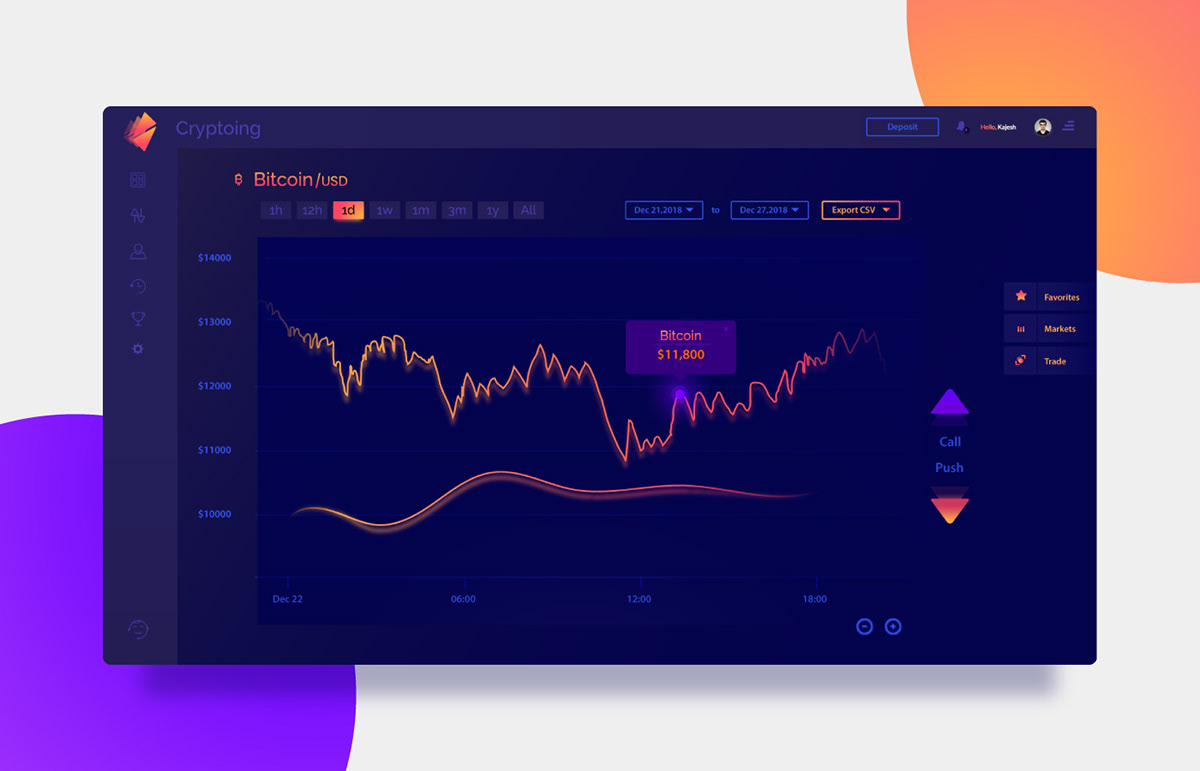 Cryptoing
Deposit
Hello, Kajesh
Bitcoin/USD
1h 12h 1d 1w 1m 3m 1y All
Dec 21,2018 to Dec 27,2018 Export CSV
$14000
$13000
$12000
$11000
$10000
Bitcoin
$11,800
Favorites
Markets
Trade
Call
Push
Dec 22 06:00 12:00 18:00